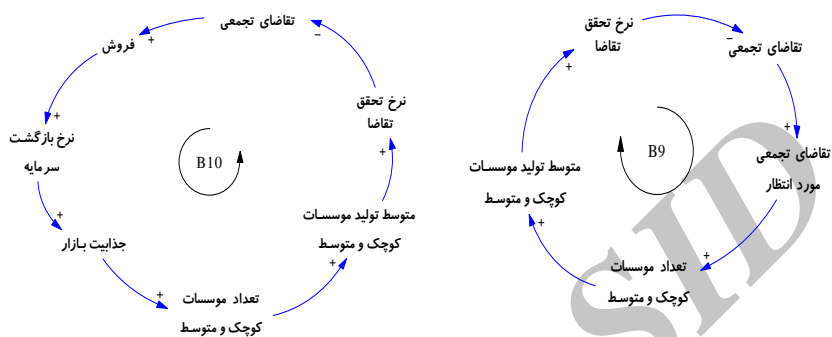 نرخ تحقق
تقاضا
تقاضای تجمعی
تقاضای تجمعی
مورد انتظار
تعداد موسسات
کوچک و متوسط
متوسط تولید موسسات
کوچک و متوسط
B9
+
−
+
+
+
تقاضای تجمعی
فروش
نرخ بازگشت
سرمایه
جذابیت بازار
تعداد موسسات
کوچک و متوسط
متوسط تولید موسسات
کوچک و متوسط
نرخ تحقق
تقاضا
B10
−
+
+
+
+
+
+
SID